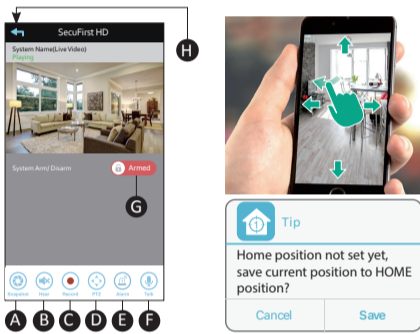 SecuFirst HD
System Name(Live Video)
Playing
H
System Arm/ Disarm
Armed
G
Snapshot Hear Record PTZ Alarm Talk
A B C D E F
1
Tip
Home position not set yet,
save current position to HOME
position?
Cancel Save